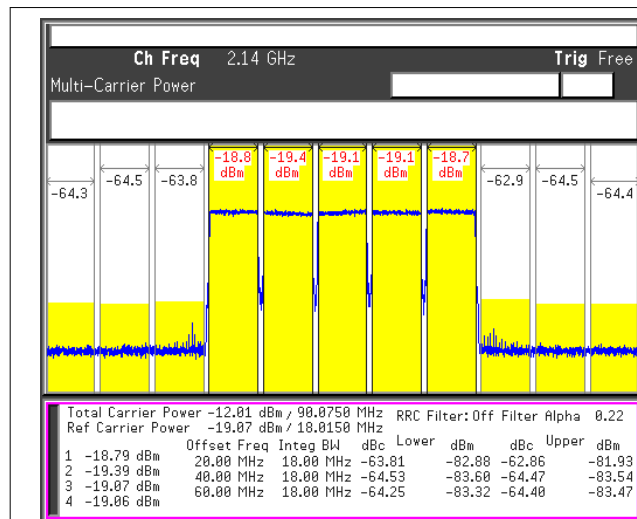 Ch Freq 2.14 GHz Trig Free
Multi-Carrier Power
-18.8 dBm -19.4 dBm -19.1 dBm -19.1 dBm -18.7 dBm
-64.3 -64.5 -63.8 -62.9 -64.5 -64.4
Total Carrier Power -12.01 dBm/ 90.0750 MHz RRC Filter: Off Filter Alpha 0.22
Ref Carrier Power -19.07 dBm/ 18.0150 MHz
Lower Upper
Offset Freq Integ BW dBc dBm dBc dBm
1 -18.79 dBm 20.00 MHz 18.00 MHz -63.81 -82.88 -62.86 -81.93
2 -19.39 dBm 40.00 MHz 18.00 MHz -64.53 -83.60 -64.47 -83.54
3 -19.07 dBm 60.00 MHz 18.00 MHz -64.25 -83.32 -64.40 -83.47
4 -19.06 dBm